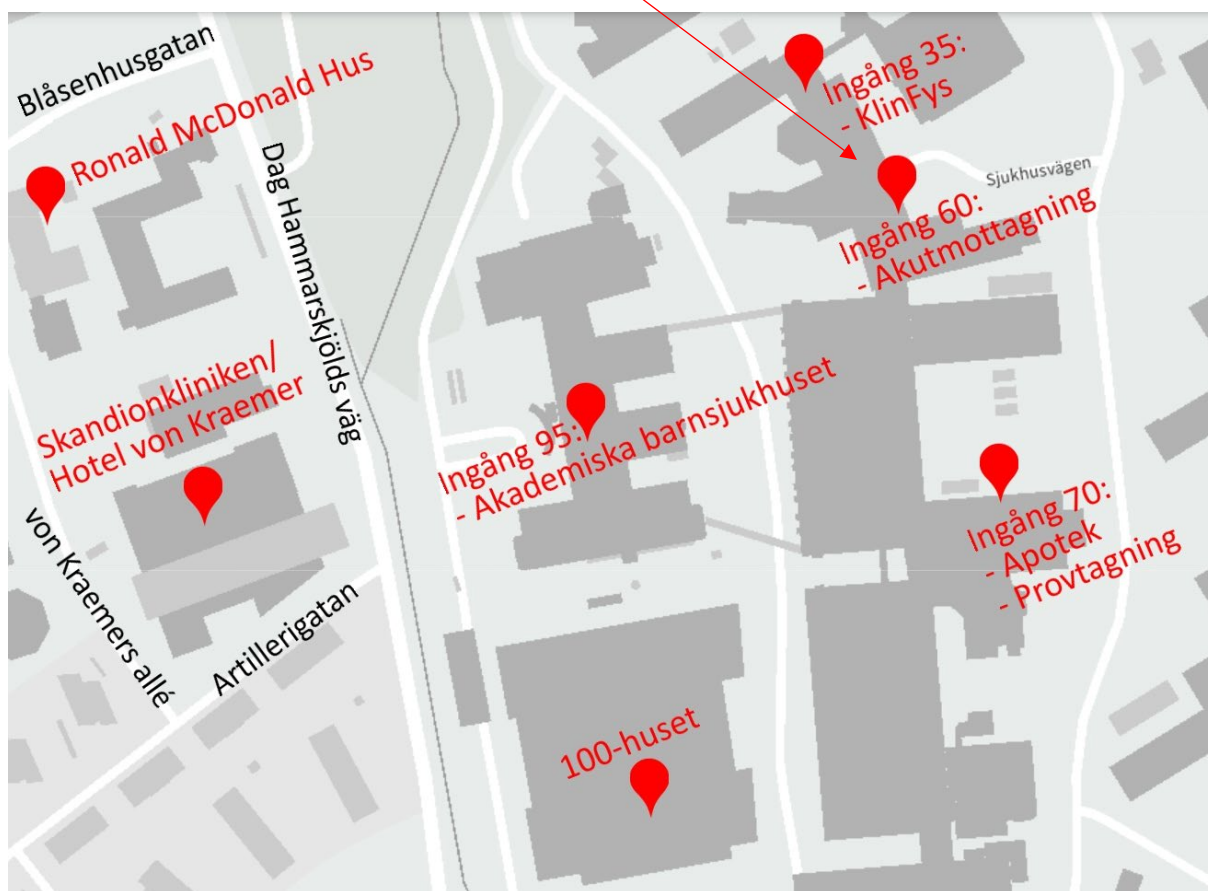 Blåsenhusgatan
Ronald McDonald Hus
Ingång 35:
- KlinFys
Dag Hammarskjölds väg
Sjukhusvägen
Ingång 60:
- Akutmottagning
Skandionkliniken/
Hotel von Kraemer
Ingång 95:
- Akademiska barnsjukhuset
Ingång 70:
- Apotek
- Provtagning
von Kraemers allé
Artillerigatan
100-huset